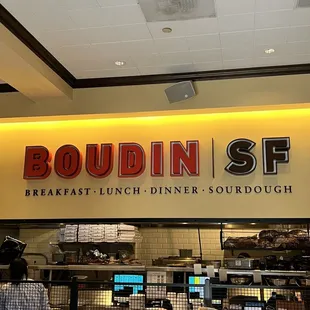 BOUDIN | SF
BREAKFAST · LUNCH · DINNER · SOURDOUGH